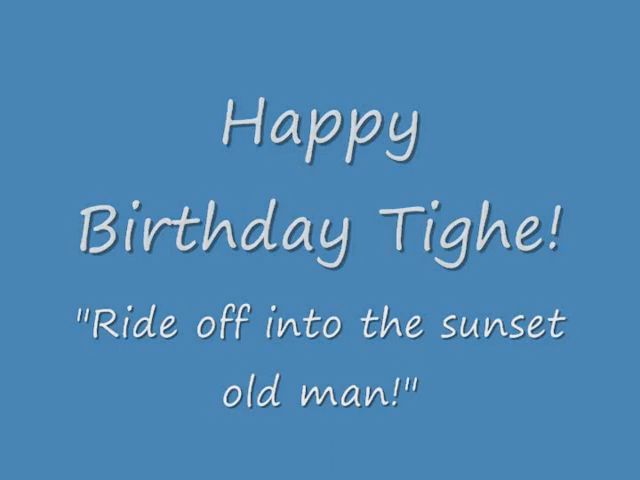 Happy
Birthday Tighe!
"Ride off into the sunset
old man!"